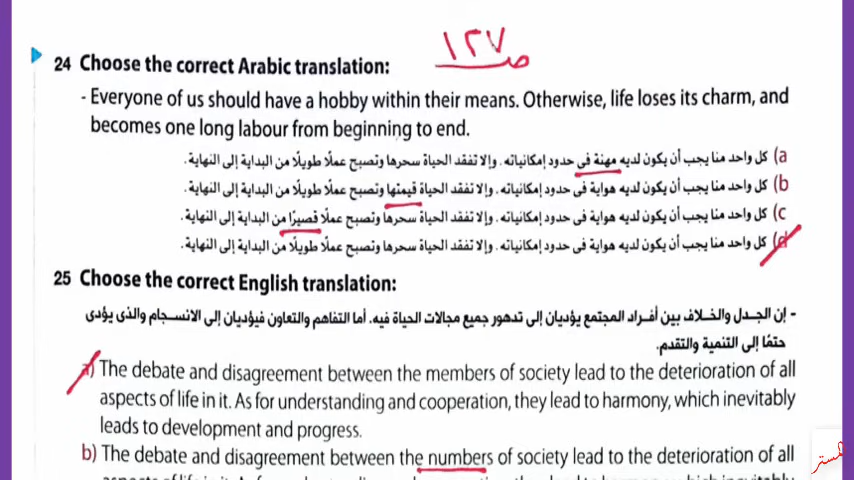 ص ١٢٧
24 Choose the correct Arabic translation:
- Everyone of us should have a hobby within their means. Otherwise, life loses its charm, and
becomes one long labour from beginning to end.
a) كل واحد منا يجب أن يكون لديه مهنة فى حدود إمكانياته. وإلا تفقد الحياة سحرها وتصبح عملًا طويلًا من البداية إلى النهاية.
b) كل واحد منا يجب أن يكون لديه هواية فى حدود إمكانياته. وإلا تفقد الحياة قيمتها وتصبح عملًا طويلًا من البداية إلى النهاية.
c) كل واحد منا يجب أن يكون لديه هواية فى حدود إمكانياته. وإلا تفقد الحياة سحرها وتصبح عملًا قصيرًا من البداية إلى النهاية.
d) كل واحد منا يجب أن يكون لديه هواية فى حدود إمكانياته. وإلا تفقد الحياة سحرها وتصبح عملًا طويلًا من البداية إلى النهاية.
25 Choose the correct English translation:
- إن الجدل والخلاف بين أفراد المجتمع يؤديان إلى تدهور جميع مجالات الحياة فيه. أما التفاهم والتعاون فيؤديان إلى الانسجام والذى يؤدى
حتمًا إلى التنمية والتقدم.
a) The debate and disagreement between the members of society lead to the deterioration of all
aspects of life in it. As for understanding and cooperation, they lead to harmony, which inevitably
leads to development and progress.
b) The debate and disagreement between the numbers of society lead to the deterioration of all